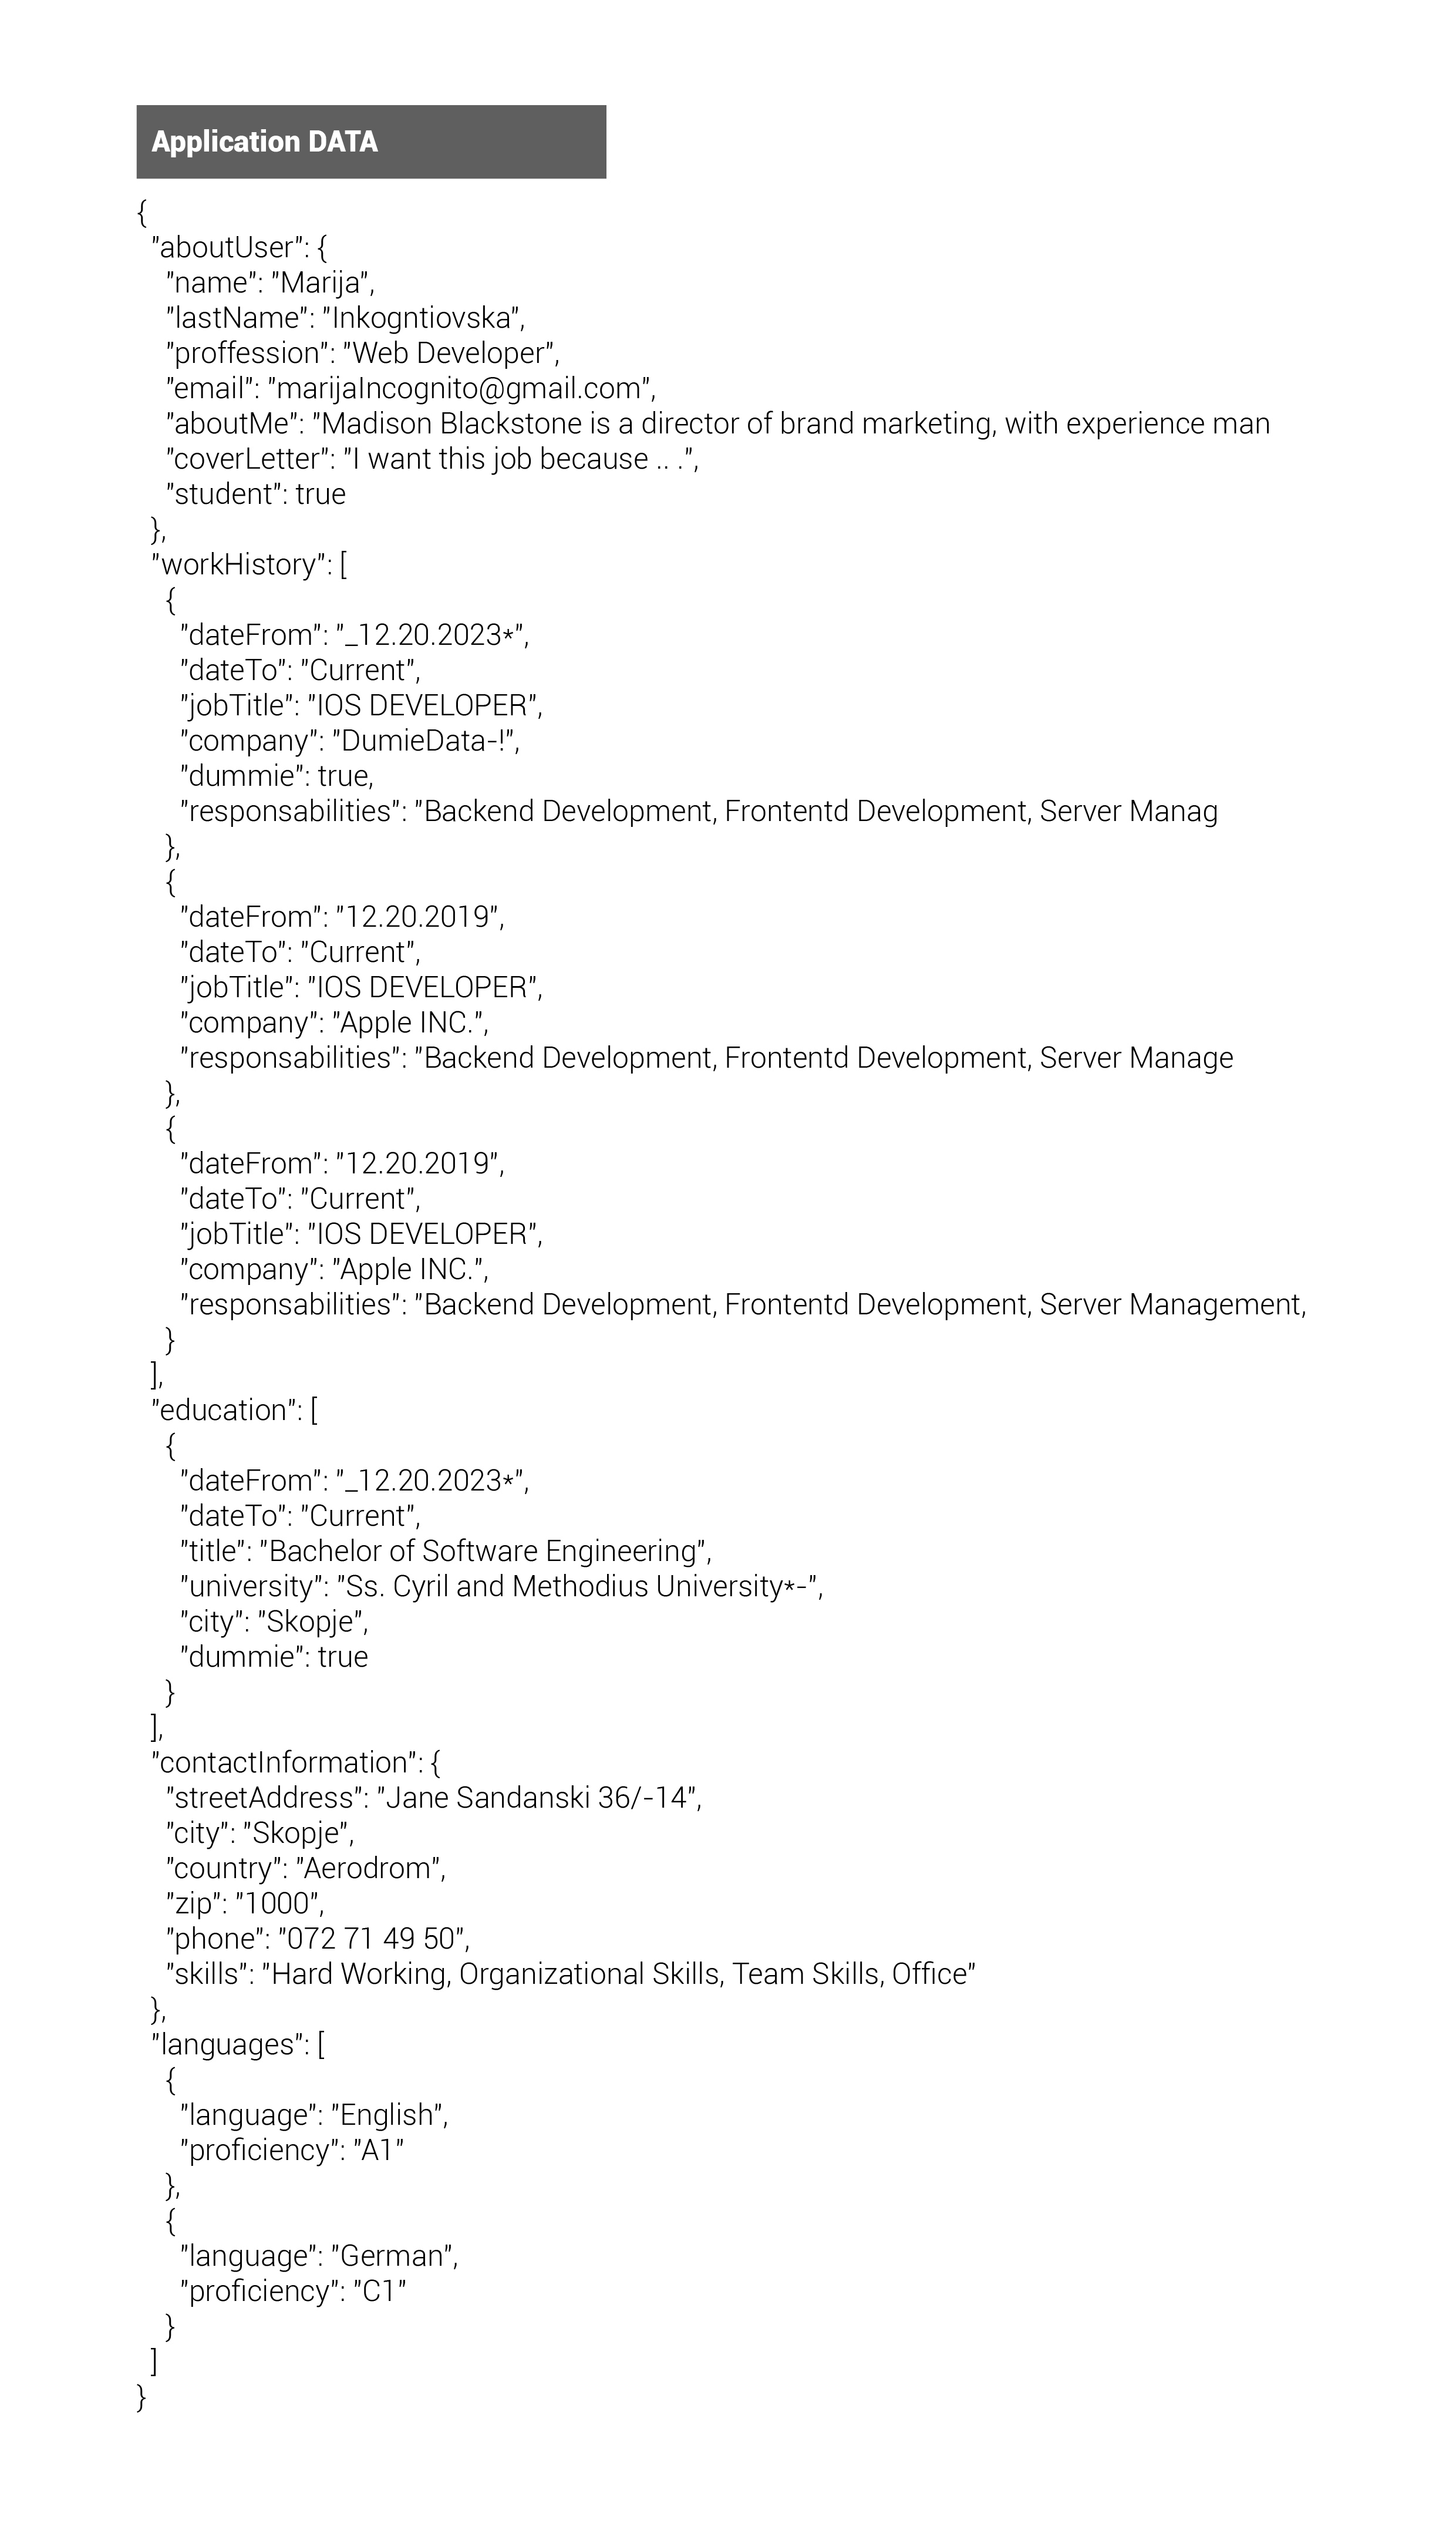 Application DATA
{
"aboutUser": {
"name": "Marija",
"lastName": "Inkogntiovska",
"proffession": "Web Developer",
"email": "marijaIncognito@gmail.com",
"aboutMe": "Madison Blackstone is a director of brand marketing, with experience man
"coverLetter": "I want this job because .. .",
"student": true
},
"workHistory": [
{
"dateFrom": "_12.20.2023*",
"dateTo": "Current",
"jobTitle": "IOS DEVELOPER",
"company": "DumieData-!",
"dummie": true,
"responsabilities": "Backend Development, Frontentd Development, Server Manag
},
{
"dateFrom": "12.20.2019",
"dateTo": "Current",
"jobTitle": "IOS DEVELOPER",
"company": "Apple INC.",
"responsabilities": "Backend Development, Frontentd Development, Server Manage
},
{
"dateFrom": "12.20.2019",
"dateTo": "Current",
"jobTitle": "IOS DEVELOPER",
"company": "Apple INC.",
"responsabilities": "Backend Development, Frontentd Development, Server Management,
}
],
"education": [
{
"dateFrom": "_12.20.2023*",
"dateTo": "Current",
"title": "Bachelor of Software Engineering",
"university": "Ss. Cyril and Methodius University*-",
"city": "Skopje",
"dummie": true
}
],
"contactInformation": {
"streetAddress": "Jane Sandanski 36/-14",
"city": "Skopje",
"country": "Aerodrom",
"zip": "1000",
"phone": "072 71 49 50",
"skills": "Hard Working, Organizational Skills, Team Skills, Office"
},
"languages": [
{
"language": "English",
"proficiency": "A1"
},
{
"language": "German",
"proficiency": "C1"
}
]
}